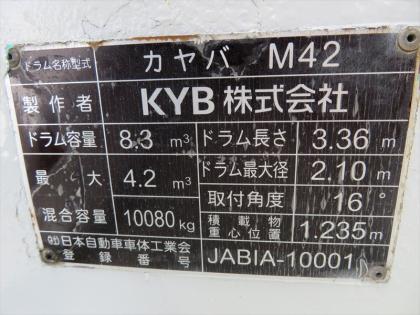 ドラム名称型式 カヤバ M42
製作者 KYB株式会社
ドラム容量 8.3 m³ ドラム長さ 3.36 m
最大 4.2 m³ ドラム最大径 2.10 m
混合容量 10080kg 取付角度 16°
積載物重心位置 1.235m
(社)日本自動車車体工業会
登録番号 JABIA-10001